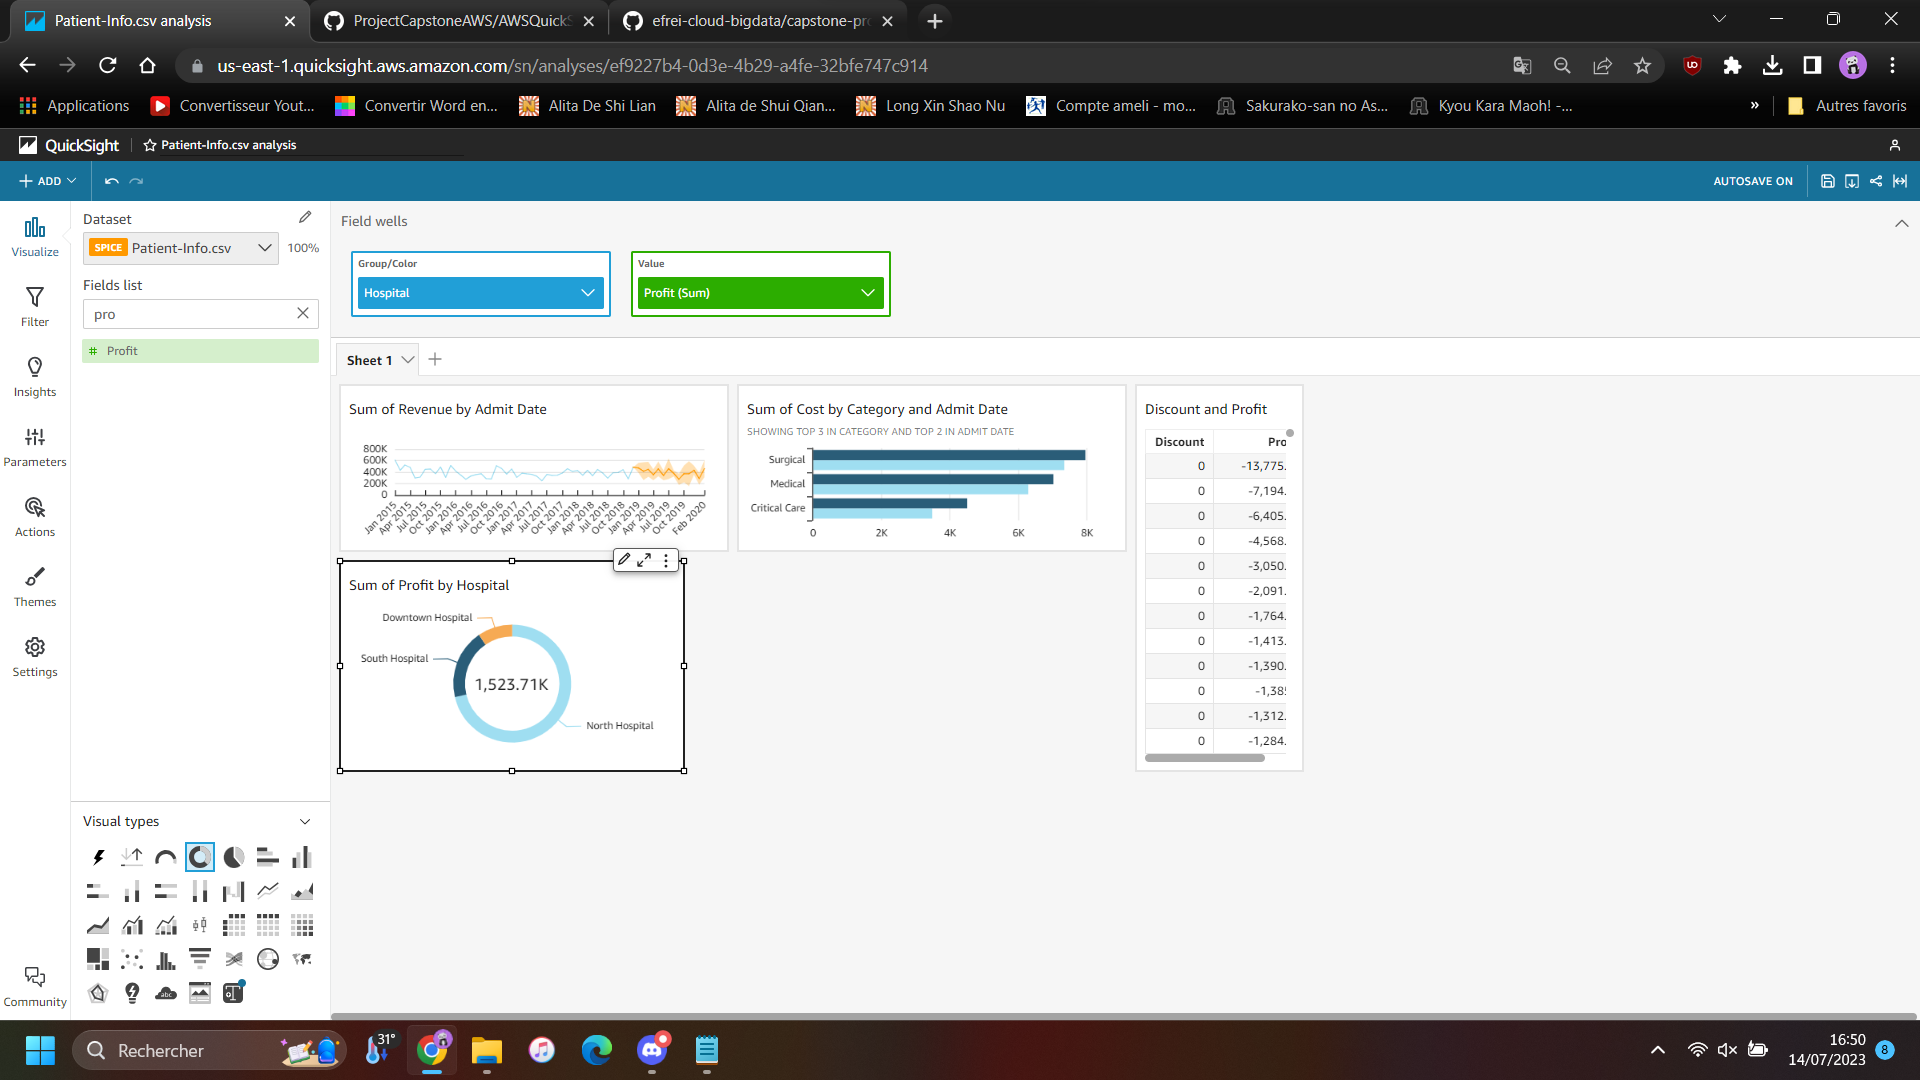 Patient-Info.csv analysis
ProjectCapstoneAWS/AWSQuickS
efrei-cloud-bigdata/capstone-pro
us-east-1.quicksight.aws.amazon.com/sn/analyses/ef9227b4-0d3e-4b29-a4fe-32bfe747c914
Applications
Convertisseur Yout...
Convertir Word en...
Alita De Shi Lian
Alita de Shui Qian...
Long Xin Shao Nu
Compte ameli - mo...
Sakurako-san no As...
Kyou Kara Maoh! -...
»
Autres favoris
QuickSight
Patient-Info.csv analysis
ADD
AUTOSAVE ON
Visualize
Filter
Insights
Parameters
Actions
Themes
Settings
Community
Dataset
SPICE Patient-Info.csv
100%
Fields list
pro
# Profit
Field wells
Group/Color
Hospital
Value
Profit (Sum)
Sheet 1
Sum of Revenue by Admit Date
800K
600K
400K
200K
0
Jan 2015
Apr 2015
Jul 2015
Oct 2015
Jan 2016
Apr 2016
Jul 2016
Oct 2016
Jan 2017
Apr 2017
Jul 2017
Oct 2017
Jan 2018
Apr 2018
Jul 2018
Oct 2018
Jan 2019
Apr 2019
Jul 2019
Oct 2019
Feb 2020
Sum of Cost by Category and Admit Date
SHOWING TOP 3 IN CATEGORY AND TOP 2 IN ADMIT DATE
Surgical
Medical
Critical Care
0 2K 4K 6K 8K
Discount and Profit
Discount Pro
0 -13,775.
0 -7,194.
0 -6,405.
0 -4,568.
0 -3,050.
0 -2,091.
0 -1,764.
0 -1,413.
0 -1,390.
0 -1,385
0 -1,312.
0 -1,284.
Sum of Profit by Hospital
Downtown Hospital
South Hospital
1,523.71K
North Hospital
Visual types
abc
Rechercher
31°
16:50
14/07/2023
8